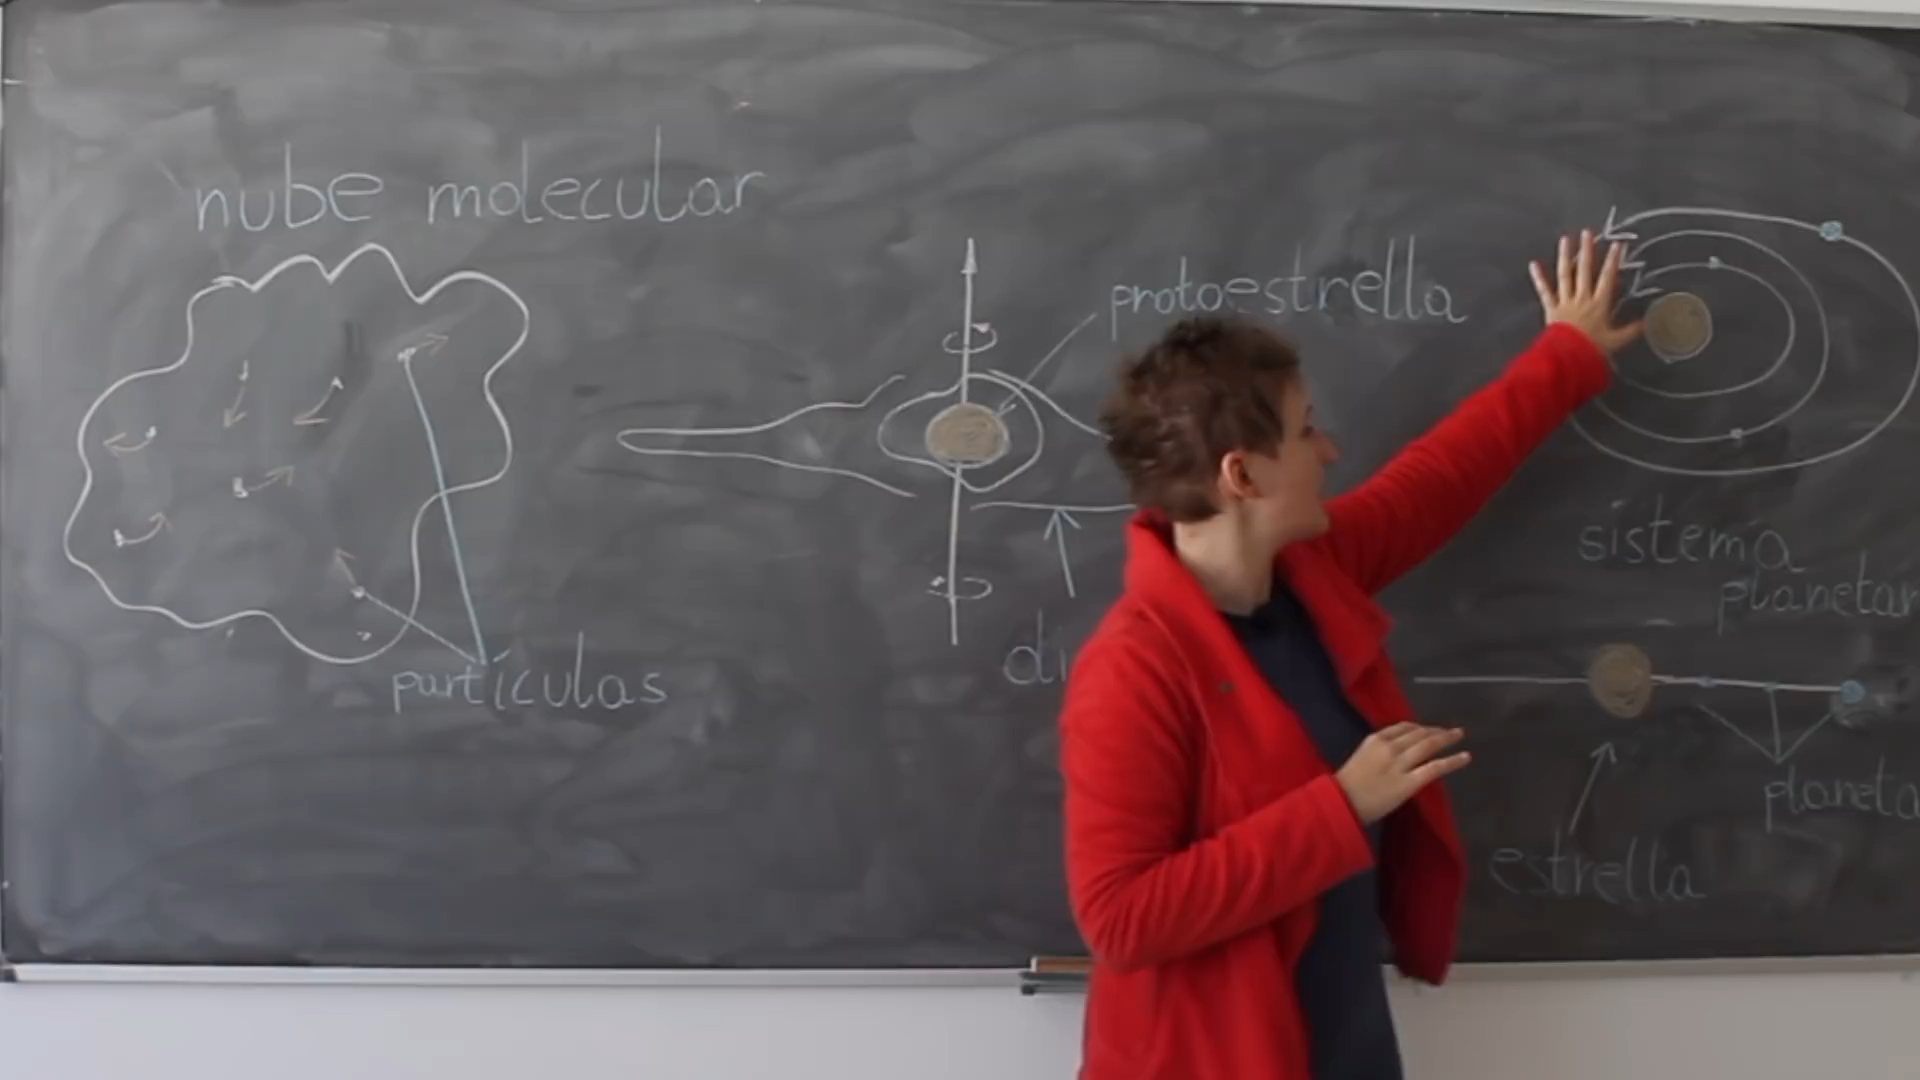 nube molecular
partículas
protoestrella
di
sistema
planetar
planeta
estrella